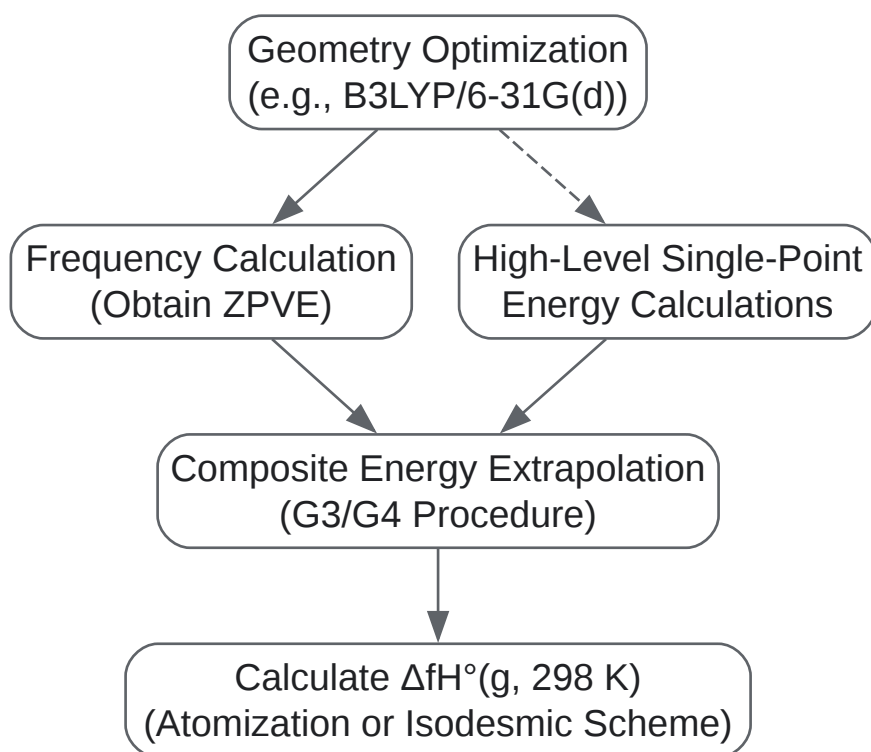 Geometry Optimization
(e.g., B3LYP/6-31G(d))
Frequency Calculation
(Obtain ZPVE)
High-Level Single-Point
Energy Calculations
Composite Energy Extrapolation
(G3/G4 Procedure)
Calculate ΔfH°(g, 298 K)
(Atomization or Isodesmic Scheme)